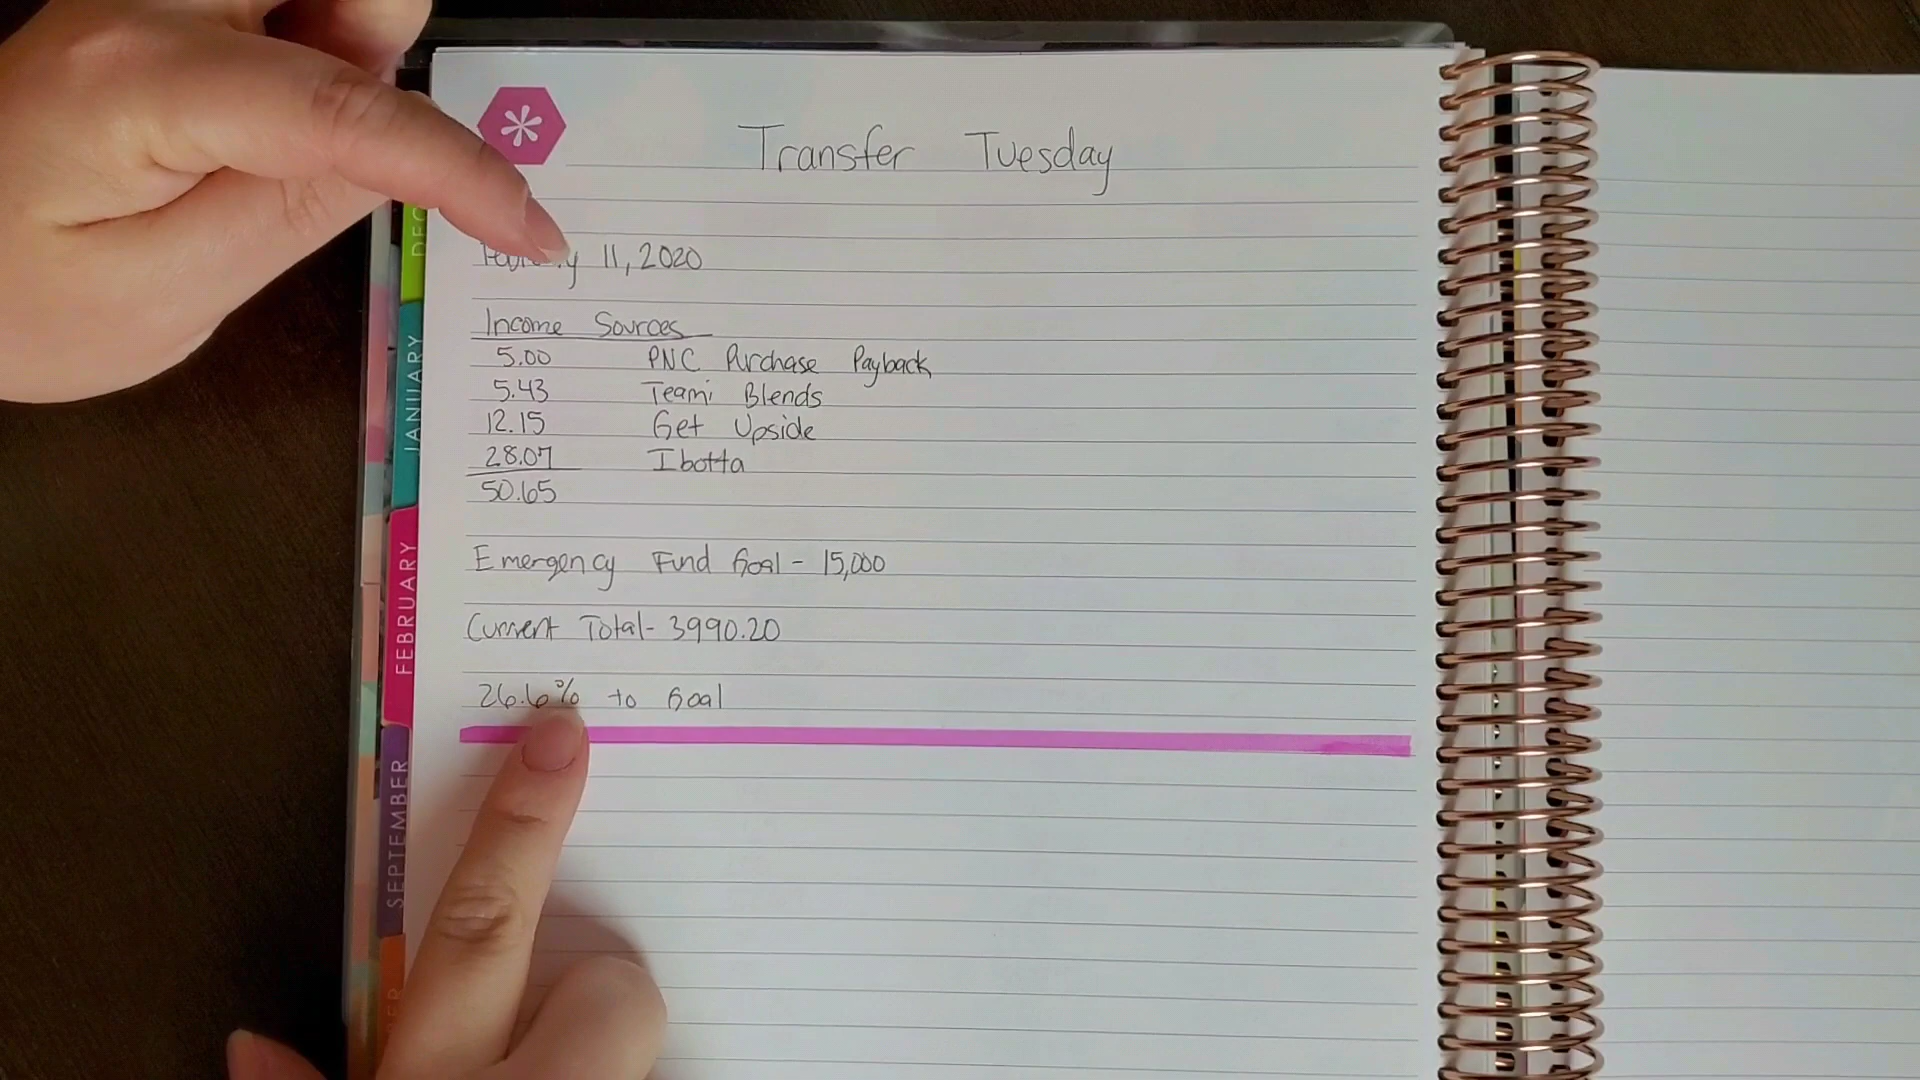 *
Transfer Tuesday
February 11, 2020
Income Sources
5.00 PNC Purchase Payback
5.43 Teami Blends
12.15 Get Upside
28.07 Ibotta
50.65
Emergency Fund Goal - 15,000
Current Total - 3990.20
26.6% to Goal
DEC
JANUARY
FEBRUARY
SEPTEMBER